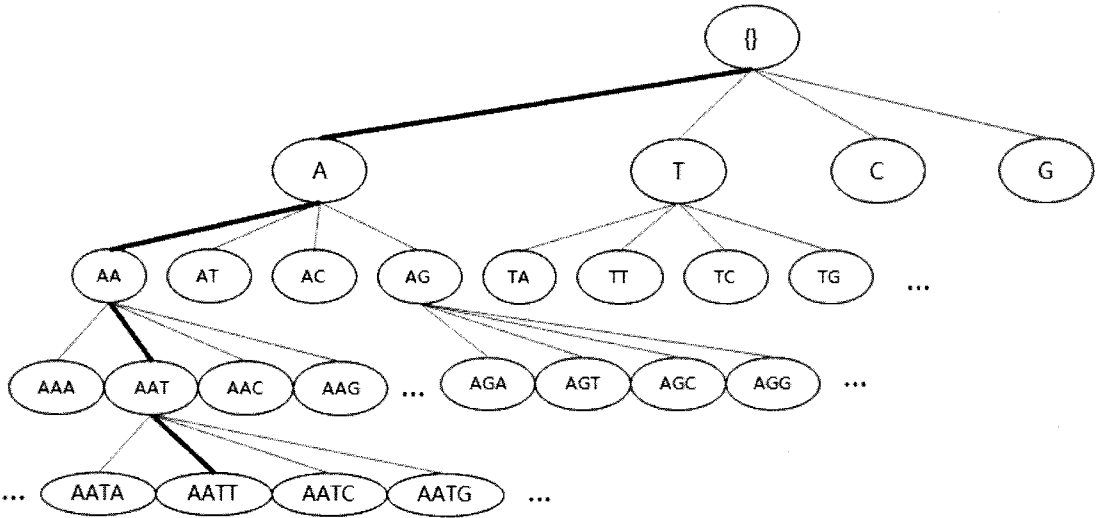 {}
A T C G
AA AT AC AG TA TT TC TG ...
AAA AAT AAC AAG ... AGA AGT AGC AGG ...
... AATA AATT AATC AATG ...